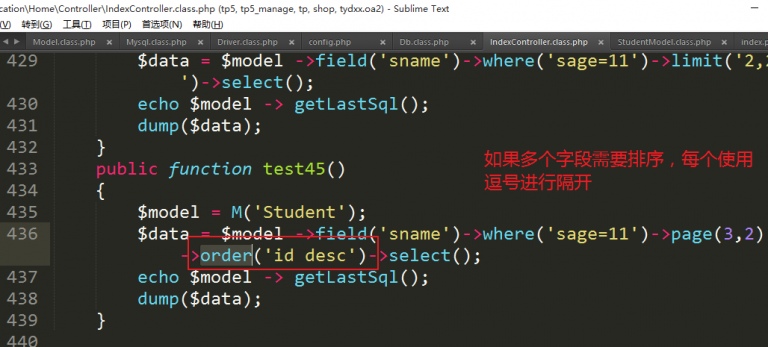 cation\Home\Controller\IndexController.class.php (tp5, tp5_manage, tp, shop, tydxx.oa2) - Sublime Text
(V) 转到(G) 工具(T) 项目(P) 首选项(N) 帮助(H)
Model.class.php Mysql.class.php Driver.class.php config.php Db.class.php IndexController.class.php StudentModel.class.php index.p
429 $data = $model ->field('sname')->where('sage=11')->limit('2,2
')->select();
430 echo $model -> getLastSql();
431 dump($data);
432 }
433 public function test45()
如果多个字段需要排序，每个使用
逗号进行隔开
434 {
435 $model = M('Student');
436 $data = $model ->field('sname')->where('sage=11')->page(3,2)
->order('id desc')->select();
437 echo $model -> getLastSql();
438 dump($data);
439 }
440